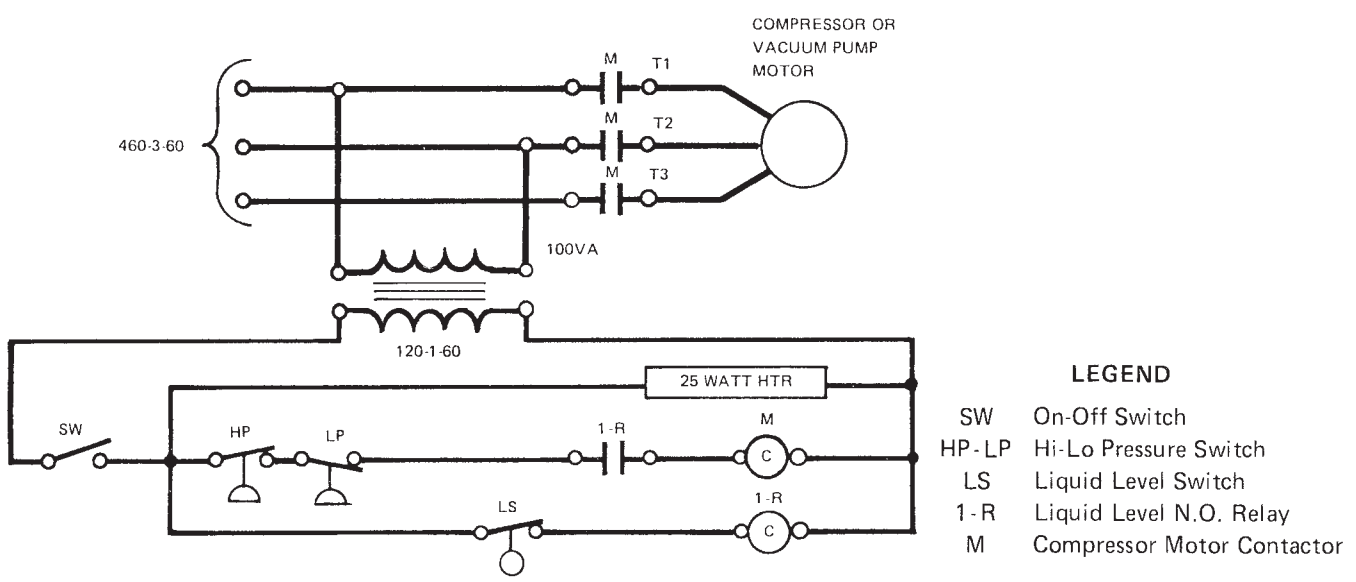 COMPRESSOR OR
VACUUM PUMP
MOTOR
M
T1
M
T2
M
T3
460-3-60
100VA
120-1-60
25 WATT HTR
SW
HP
LP
1-R
M
C
LS
1-R
C
LEGEND
SW On-Off Switch
HP-LP Hi-Lo Pressure Switch
LS Liquid Level Switch
1-R Liquid Level N.O. Relay
M Compressor Motor Contactor